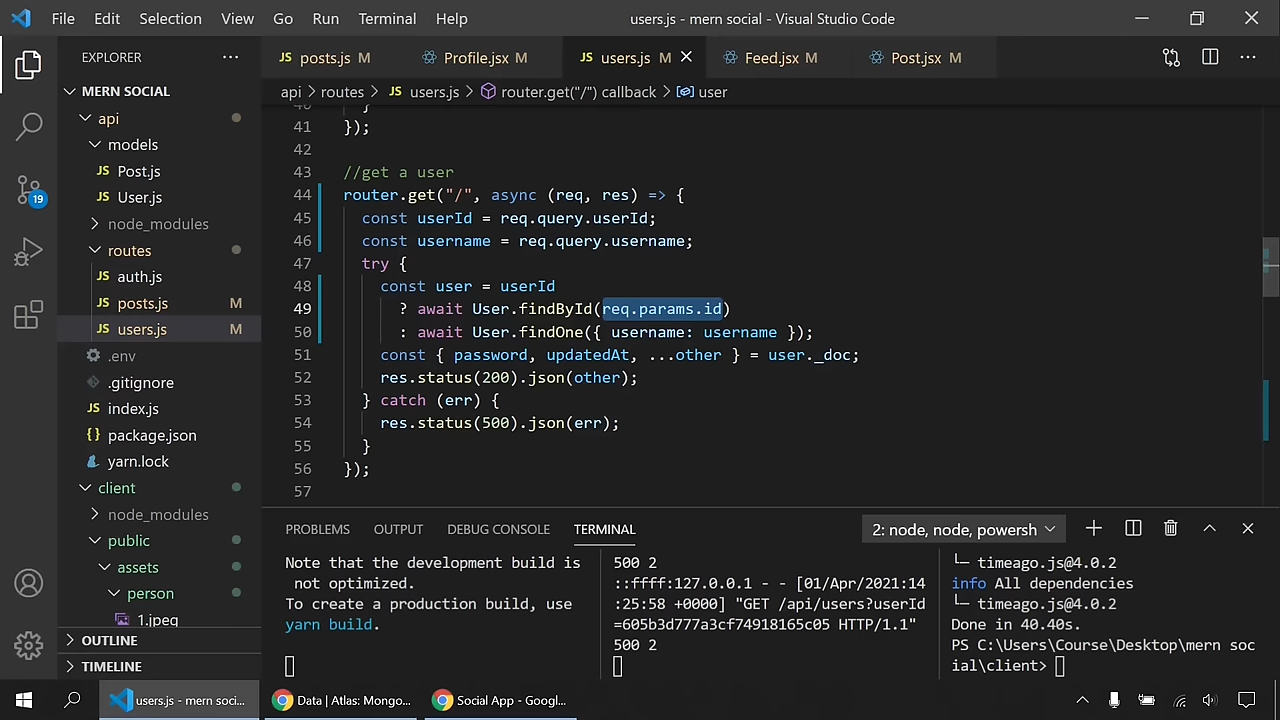 File Edit Selection View Go Run Terminal Help users.js - mern social - Visual Studio Code
EXPLORER ···
JS posts.js M Profile.jsx M JS users.js M Feed.jsx M Post.jsx M
MERN SOCIAL
api > routes > JS users.js > router.get("/") callback > user
api
models
JS Post.js
JS User.js
node_modules
routes
JS auth.js
JS posts.js M
JS users.js M
.env
.gitignore
JS index.js
{} package.json
yarn.lock
client
node_modules
public
assets
person
1.jpeg
OUTLINE
TIMELINE
19
40 }
41 });
42
43 //get a user
44 router.get("/", async (req, res) => {
45 const userId = req.query.userId;
46 const username = req.query.username;
47 try {
48 const user = userId
49 ? await User.findById(req.params.id)
50 : await User.findOne({ username: username });
51 const { password, updatedAt, ...other } = user._doc;
52 res.status(200).json(other);
53 } catch (err) {
54 res.status(500).json(err);
55 }
56 });
57
PROBLEMS OUTPUT DEBUG CONSOLE TERMINAL 2: node, node, powersh
Note that the development build is
not optimized.
To create a production build, use
yarn build.
500 2
::ffff:127.0.0.1 - - [01/Apr/2021:14
:25:58 +0000] "GET /api/users?userId
=605b3d777a3cf74918165c05 HTTP/1.1"
500 2
└─ timeago.js@4.0.2
info All dependencies
└─ timeago.js@4.0.2
Done in 40.40s.
PS C:\Users\Course\Desktop\mern soc
ial\client>
users.js - mern socia... Data | Atlas: Mongo... Social App - Googl...